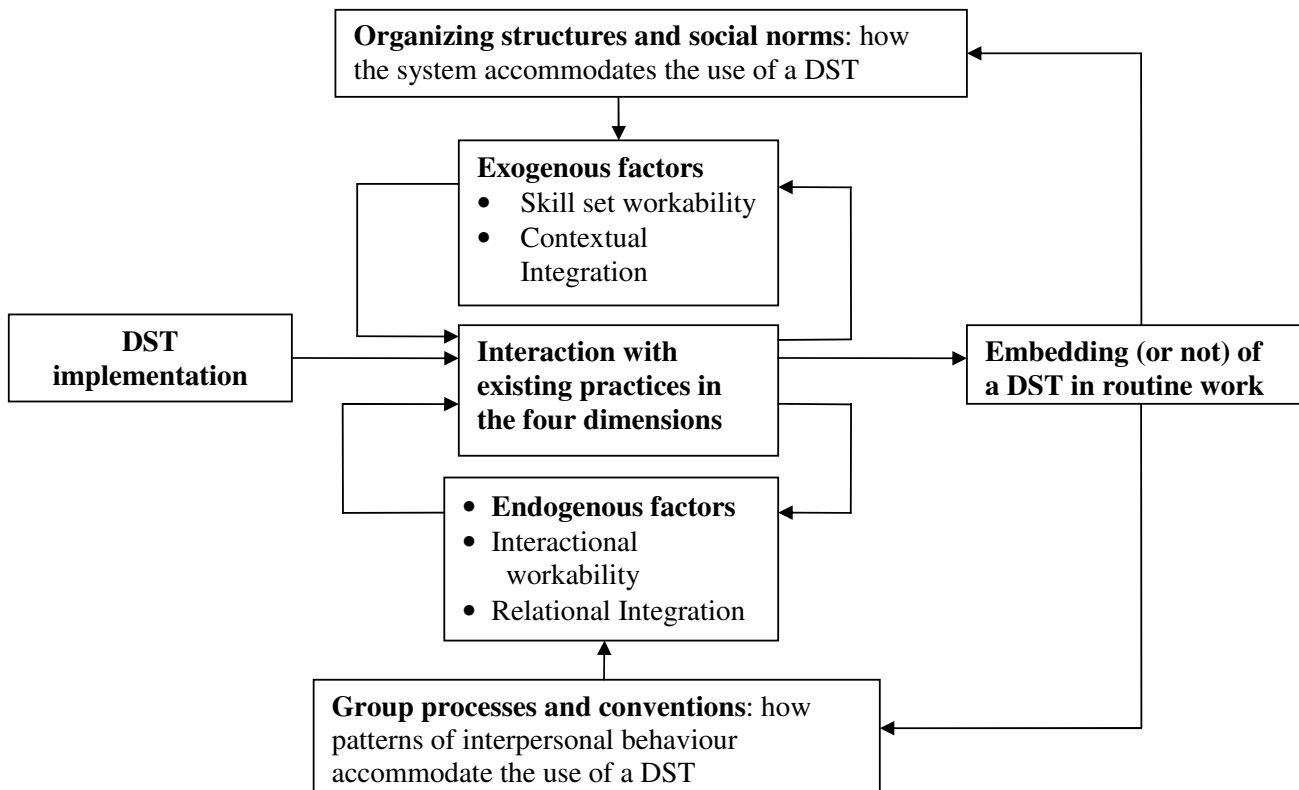 Organizing structures and social norms: how
the system accommodates the use of a DST
Exogenous factors
• Skill set workability
• Contextual
Integration
DST
implementation
Interaction with
existing practices in
the four dimensions
Embedding (or not) of
a DST in routine work
• Endogenous factors
• Interactional
workability
• Relational Integration
Group processes and conventions: how
patterns of interpersonal behaviour
accommodate the use of a DST